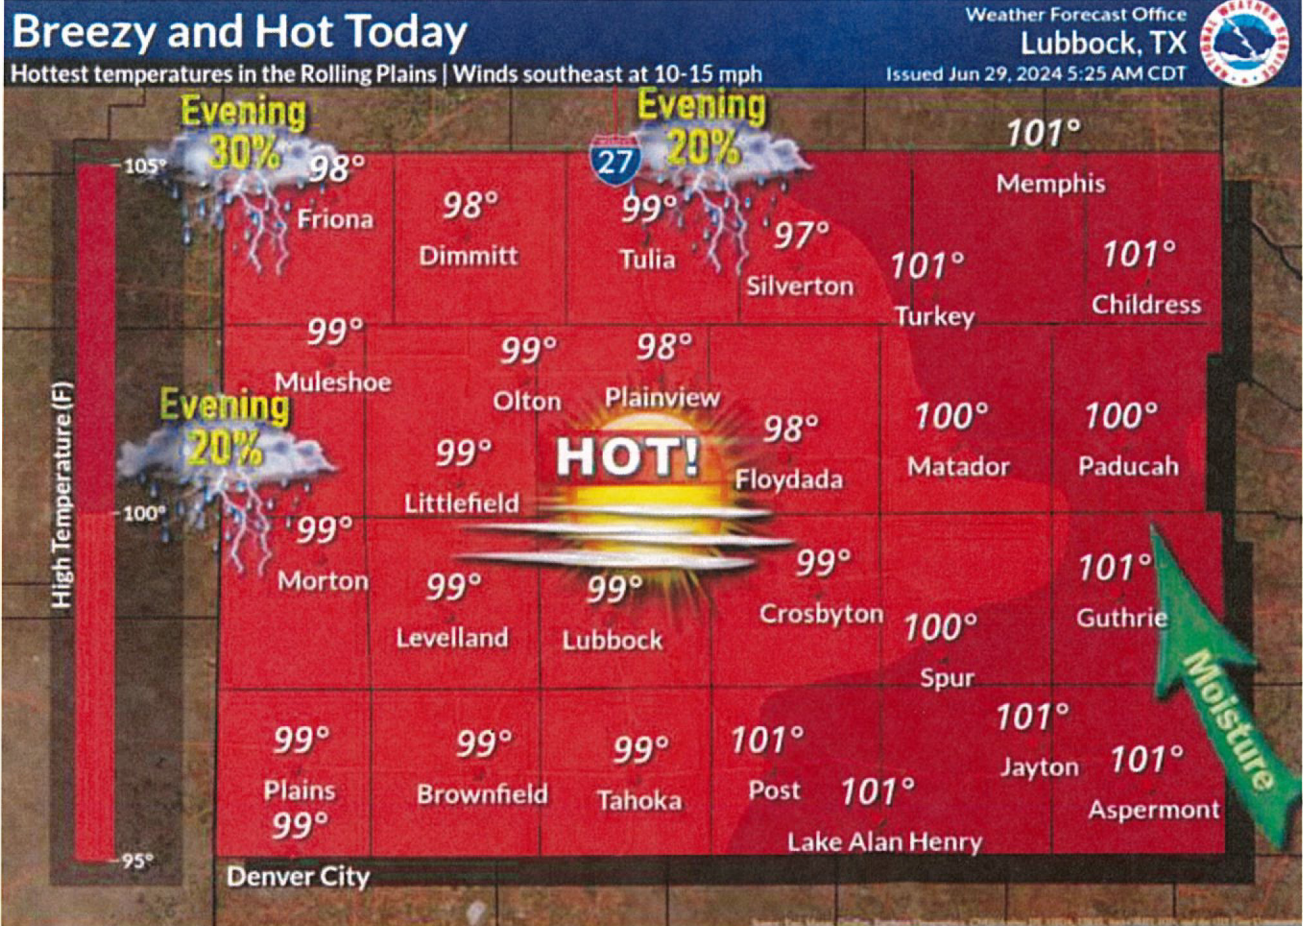 Breezy and Hot Today
Hottest temperatures in the Rolling Plains | Winds southeast at 10-15 mph
Weather Forecast Office
Lubbock, TX
Issued Jun 29, 2024 5:25 AM CDT
NATIONAL WEATHER SERVICE
Evening
30%
Evening
20%
27
101°
Memphis
105°
98°
Friona
98°
Dimmitt
99°
Tulia
97°
Silverton
101°
Turkey
101°
Childress
99°
Muleshoe
99°
Olton
98°
Plainview
Evening
20%
HOT!
99°
Littlefield
98°
Floydada
100°
Matador
100°
Paducah
High Temperature (F)
100°
99°
Morton
99°
Levelland
99°
Lubbock
99°
Crosbyton
100°
Spur
101°
Guthrie
Moisture
99°
Plains
99°
Brownfield
99°
Tahoka
101°
Post
101°
Lake Alan Henry
101°
Jayton
101°
Aspermont
99°
Denver City
95°